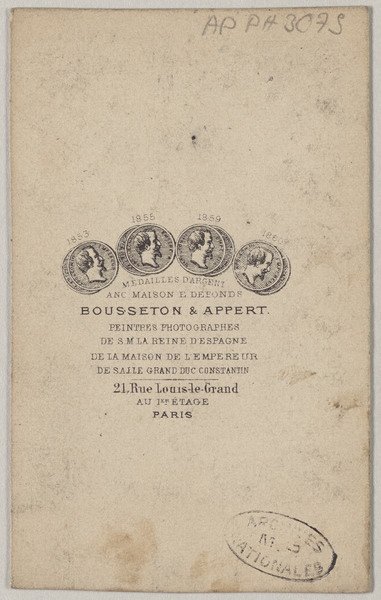 AP PH 3075
1853 1855 1859
MÉDAILLES D'ARGENT
ANC. MAISON E. DEFONDS
BOUSSETON & APPERT.
PEINTRES PHOTOGRAPHES
DE S.M. LA REINE D'ESPAGNE
DE LA MAISON DE L'EMPEREUR
DE S.A.I. LE GRAND DUC CONSTANTIN
21, Rue Louis-le-Grand
AU 1ER ÉTAGE
PARIS
ARCHIVES
NATIONALES